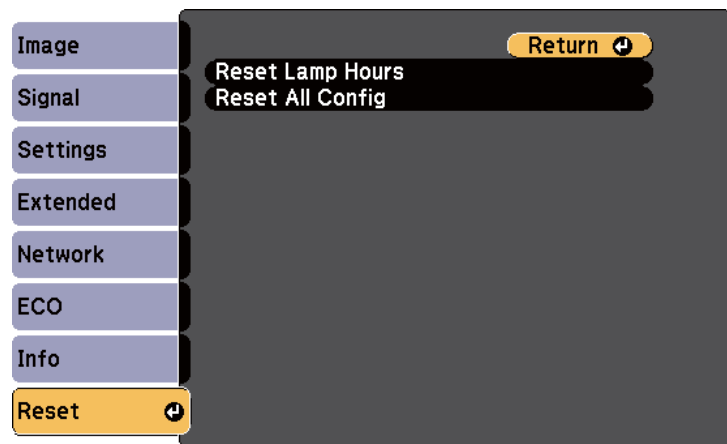 Image
Signal
Settings
Extended
Network
ECO
Info
Reset
Return
Reset Lamp Hours
Reset All Config